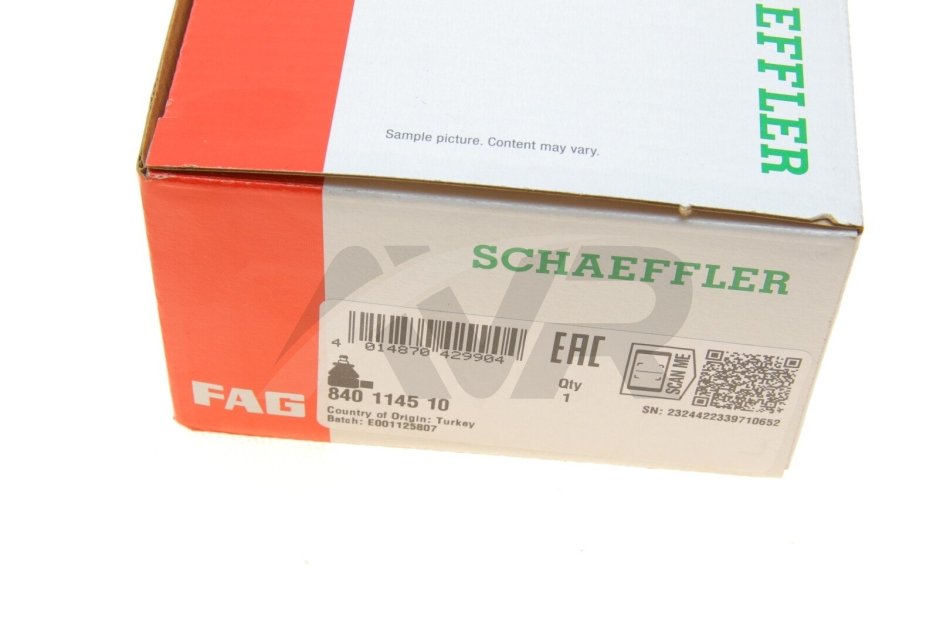 EFFLER
Sample picture. Content may vary.
SCHAEFFLER
4 014870 429904
EAC
Qty
1
SCAN ME
840 1145 10
Country of Origin: Turkey
Batch: E001125807
SN: 2324422339710652
FAG
AVR